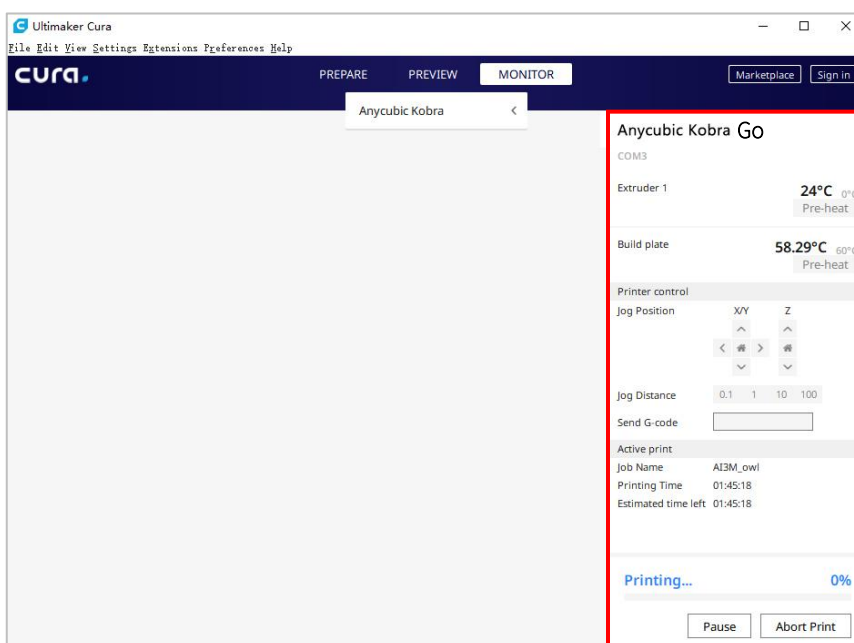 Ultimaker Cura
File Edit View Settings Extensions Preferences Help
cura.
PREPARE PREVIEW MONITOR
Marketplace Sign in
Anycubic Kobra
Anycubic Kobra Go
COM3
Extruder 1 24°C 0°C
Pre-heat
Build plate 58.29°C 60°C
Pre-heat
Printer control
Jog Position X/Y Z
Jog Distance 0.1 1 10 100
Send G-code
Active print
Job Name AI3M_owl
Printing Time 01:45:18
Estimated time left 01:45:18
Printing... 0%
Pause Abort Print